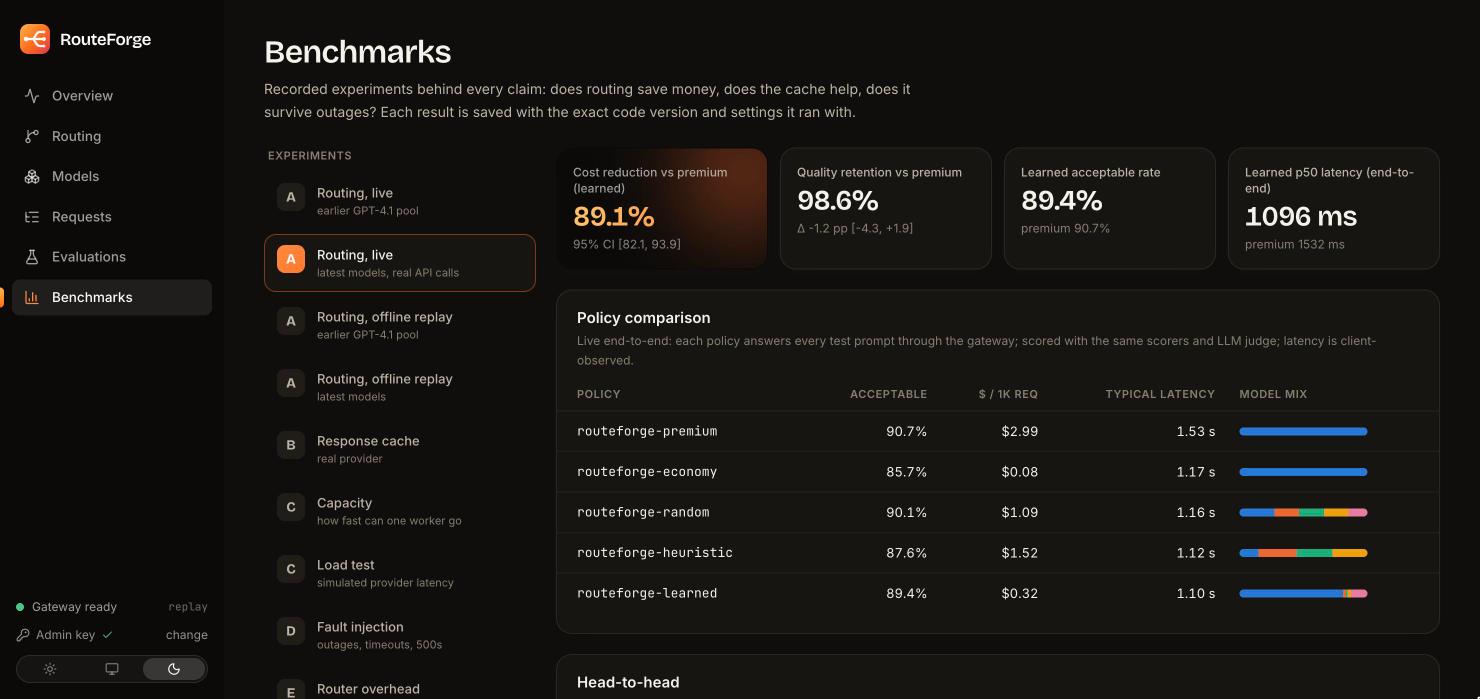 RouteForge
Overview
Routing
Models
Requests
Evaluations
Benchmarks
Gateway ready replay
Admin key change
Benchmarks
Recorded experiments behind every claim: does routing save money, does the cache help, does it
survive outages? Each result is saved with the exact code version and settings it ran with.
EXPERIMENTS
A Routing, live
earlier GPT-4.1 pool
A Routing, live
latest models, real API calls
A Routing, offline replay
earlier GPT-4.1 pool
A Routing, offline replay
latest models
B Response cache
real provider
C Capacity
how fast can one worker go
C Load test
simulated provider latency
D Fault injection
outages, timeouts, 500s
E Router overhead
Cost reduction vs premium
(learned)
89.1%
95% CI [82.1, 93.9]
Quality retention vs premium
98.6%
Δ -1.2 pp [-4.3, +1.9]
Learned acceptable rate
89.4%
premium 90.7%
Learned p50 latency (end-to-
end)
1096 ms
premium 1532 ms
Policy comparison
Live end-to-end: each policy answers every test prompt through the gateway; scored with the same scorers and LLM judge; latency is client-
observed.
POLICY ACCEPTABLE $ / 1K REQ TYPICAL LATENCY MODEL MIX
routeforge-premium 90.7% $2.99 1.53 s
routeforge-economy 85.7% $0.08 1.17 s
routeforge-random 90.1% $1.09 1.16 s
routeforge-heuristic 87.6% $1.52 1.12 s
routeforge-learned 89.4% $0.32 1.10 s
Head-to-head